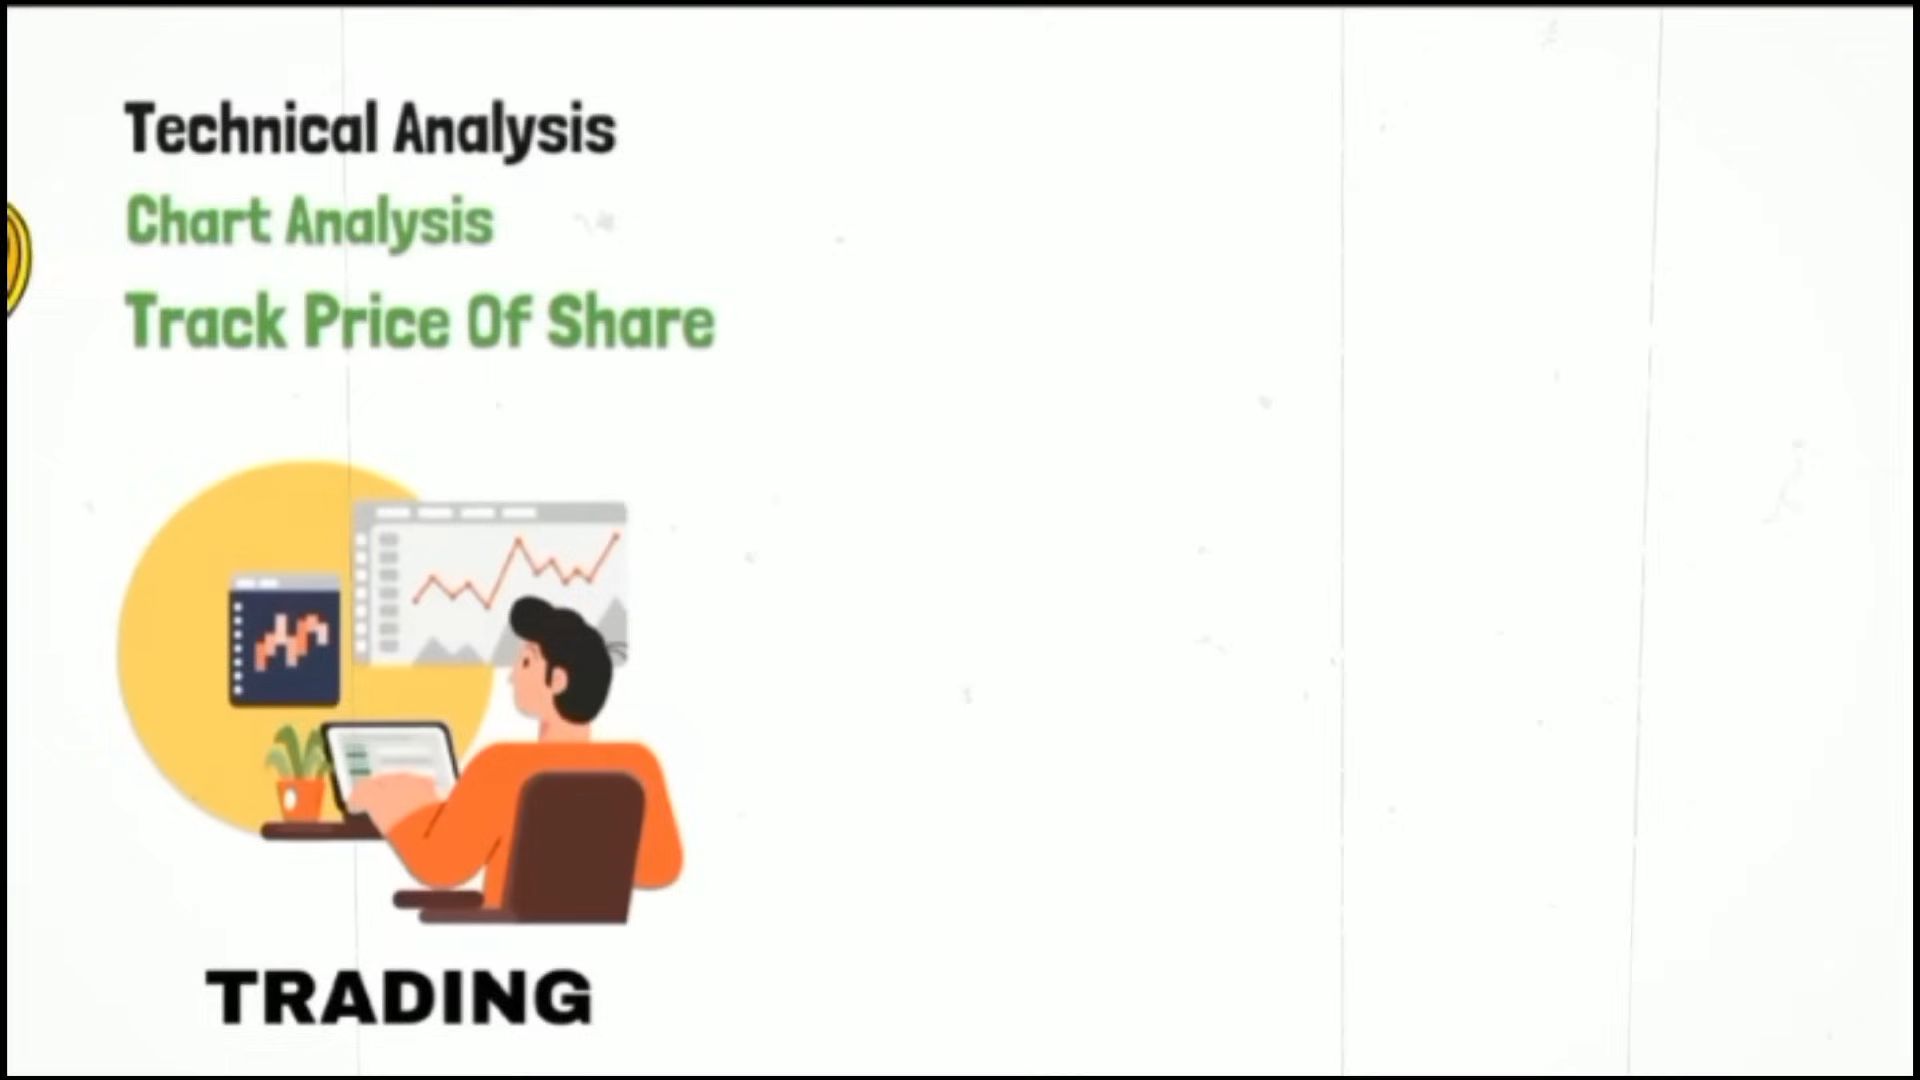 Technical Analysis
Chart Analysis
Track Price Of Share
TRADING